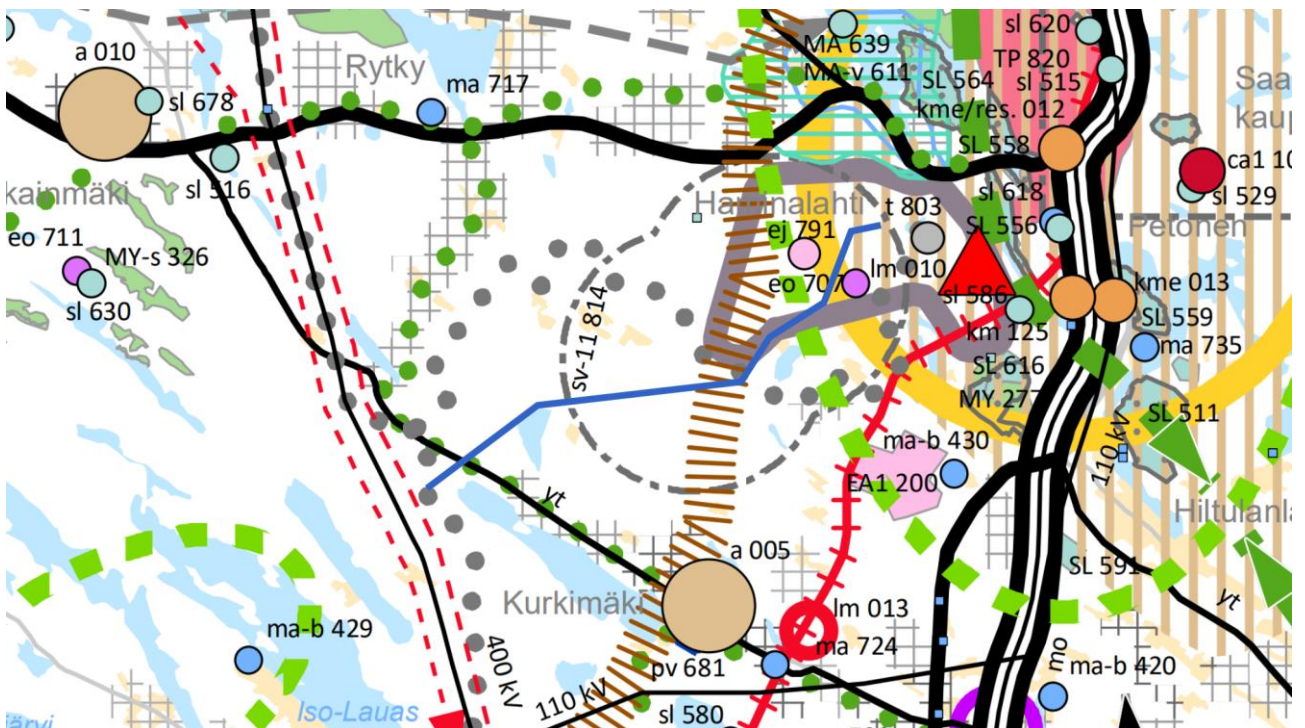 a 010
sl 678
Rytky
ma 717
MA 639
MA-v 611
SL 564
sl 620
TP 820
sl 515
kme/res. 012
SL 558
ca1
sl 529
sl 516
eo 711
MY-s 326
sl 630
t 803
sl 618
SL 556
Petonen
ej 791
eo 707
lm 010
sl 586
kme 013
SL 559
km 125
ma 735
SL 616
MY 277
SL 511
sv-11 814
ma-b 430
EA1 200
110 kV
yt
a 005
SL 591
Kurkimäki
lm 013
ma 724
yt
ma-b 429
400 kV
pv 681
mo
ma-b 420
110 kV
sl 580
Iso-Lauas